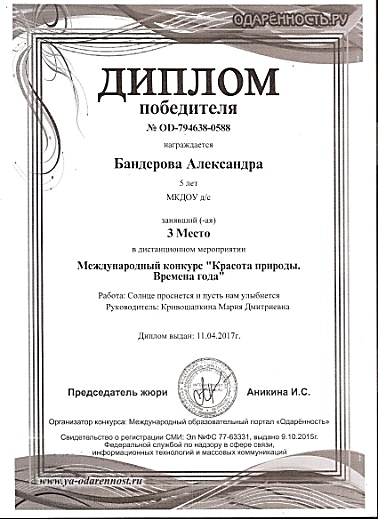 ОДАРЁННОСТЬ.РУ
ДИПЛОМ
победителя
№ OD-794638-0588
награждается
Бандерова Александра
5 лет
МКДОУ д/с
занявший (-ая)
3 Место
в дистанционном мероприятии
Международный конкурс "Красота природы.
Времена года"
Работа: Солнце проснется и пусть нам улыбнется
Руководитель: Кривошапкина Мария Дмитриевна
Диплом выдан: 11.04.2017г.
Председатель жюри Аникина И.С.
Организатор конкурса: Международный образовательный портал «Одарённость»
Свидетельство о регистрации СМИ: Эл №ФС 77-63331, выдано 9.10.2015г.
Федеральной службой по надзору в сфере связи,
информационных технологий и массовых коммуникаций
www.ya-odarennost.ru